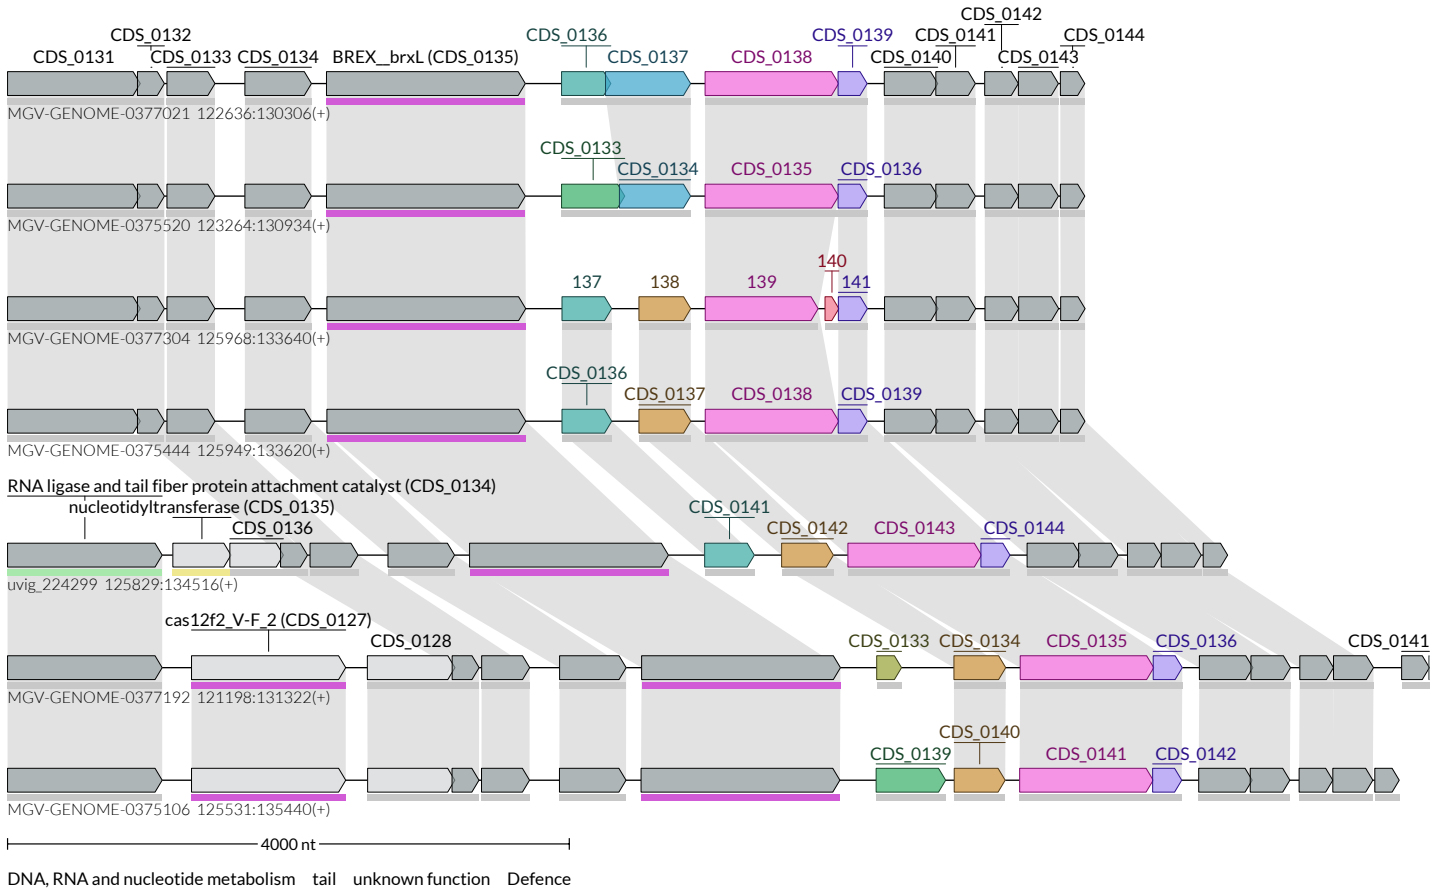 CDS_0142
CDS_0132 CDS_0136 CDS_0139 CDS_0141 CDS_0144
CDS_0131 CDS_0133 CDS_0134 BREX__brxL (CDS_0135) CDS_0137 CDS_0138 CDS_0140 CDS_0143
MGV-GENOME-0377021 122636:130306(+)
CDS_0133
CDS_0134 CDS_0135 CDS_0136
MGV-GENOME-0375520 123264:130934(+)
140
137 138 139 141
MGV-GENOME-0377304 125968:133640(+)
CDS_0136
CDS_0137 CDS_0138 CDS_0139
MGV-GENOME-0375444 125949:133620(+)
RNA ligase and tail fiber protein attachment catalyst (CDS_0134)
nucleotidyltransferase (CDS_0135) CDS_0141
CDS_0136 CDS_0142 CDS_0143 CDS_0144
uvig_224299 125829:134516(+)
cas12f2_V-F_2 (CDS_0127)
CDS_0128 CDS_0133 CDS_0134 CDS_0135 CDS_0136 CDS_0141
MGV-GENOME-0377192 121198:131322(+)
CDS_0140
CDS_0139 CDS_0141 CDS_0142
MGV-GENOME-0375106 125531:135440(+)
4000 nt
DNA, RNA and nucleotide metabolism tail unknown function Defence